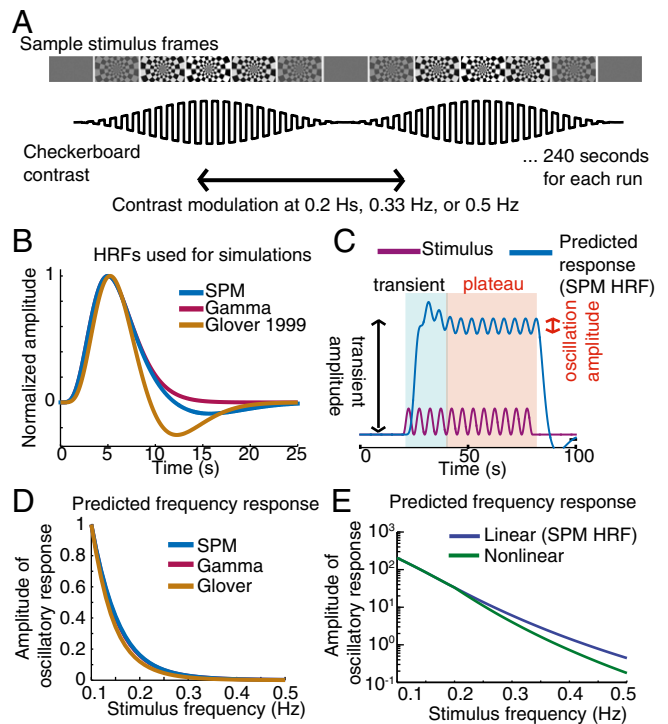 A
Sample stimulus frames
Checkerboard
contrast
... 240 seconds
for each run
Contrast modulation at 0.2 Hs, 0.33 Hz, or 0.5 Hz
B
HRFs used for simulations
Normalized amplitude
1
0
SPM
Gamma
Glover 1999
0 5 10 15 20 25
Time (s)
C
Stimulus
Predicted
response
(SPM HRF)
transient
plateau
transient
amplitude
oscillation
amplitude
0 50 100
Time (s)
D
Predicted frequency response
Amplitude of
oscillatory response
1
0.8
0.6
0.4
0.2
0
SPM
Gamma
Glover
0.1 0.2 0.3 0.4 0.5
Stimulus frequency (Hz)
E
Predicted frequency response
Amplitude of
oscillatory response
10³
10²
10¹
10⁰
10⁻¹
Linear (SPM HRF)
Nonlinear
0.1 0.2 0.3 0.4 0.5
Stimulus frequency (Hz)